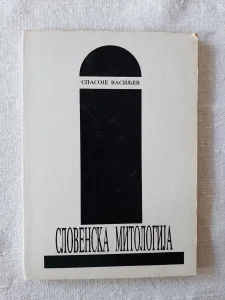 СПАСОЈЕ ВАСИЉЕВ
СЛОВЕНСКА МИТОЛОГИЈА